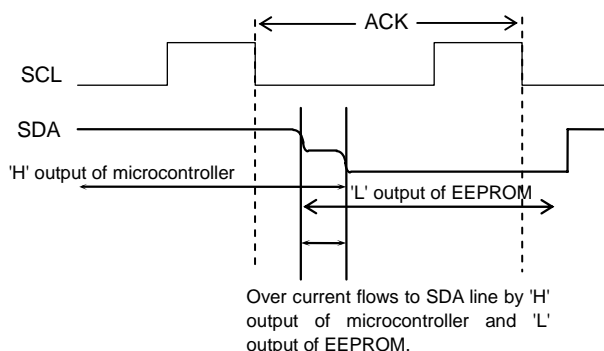 ACK
SCL
SDA
'H' output of microcontroller
'L' output of EEPROM
Over current flows to SDA line by 'H'
output of microcontroller and 'L'
output of EEPROM.